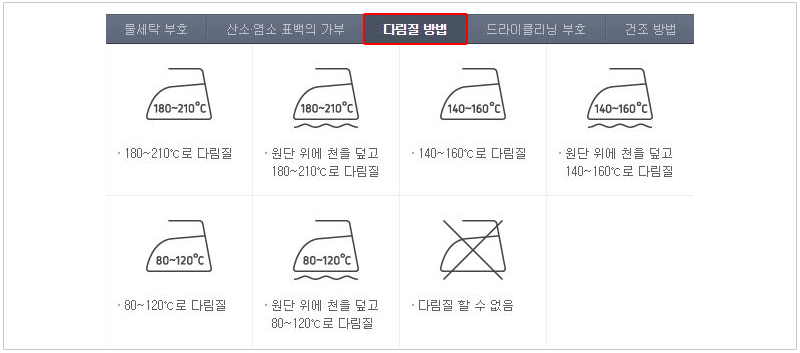 물세탁 부호
산소·염소 표백의 가부
다림질 방법
드라이클리닝 부호
건조 방법
180~210℃
180~210℃
140~160℃
140~160℃
· 180~210℃로 다림질
· 원단 위에 천을 덮고
180~210℃로 다림질
· 140~160℃로 다림질
· 원단 위에 천을 덮고
140~160℃로 다림질
80~120℃
80~120℃
· 80~120℃로 다림질
· 원단 위에 천을 덮고
80~120℃로 다림질
· 다림질 할 수 없음